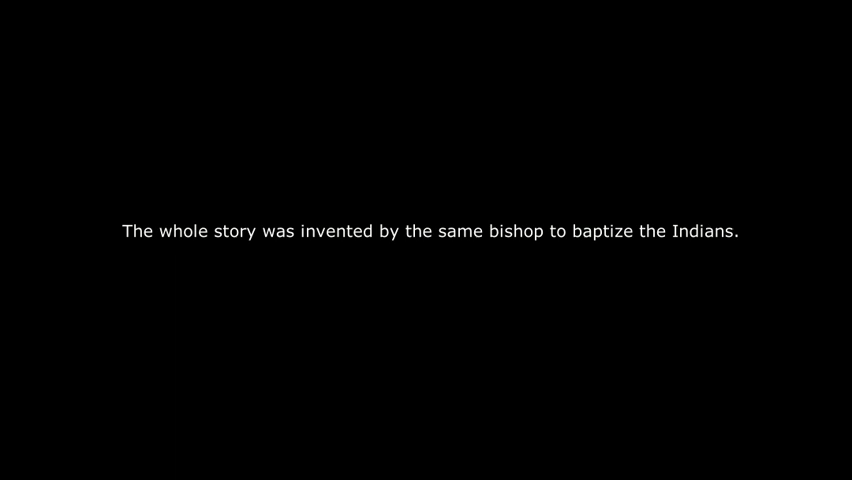 The whole story was invented by the same bishop to baptize the Indians.